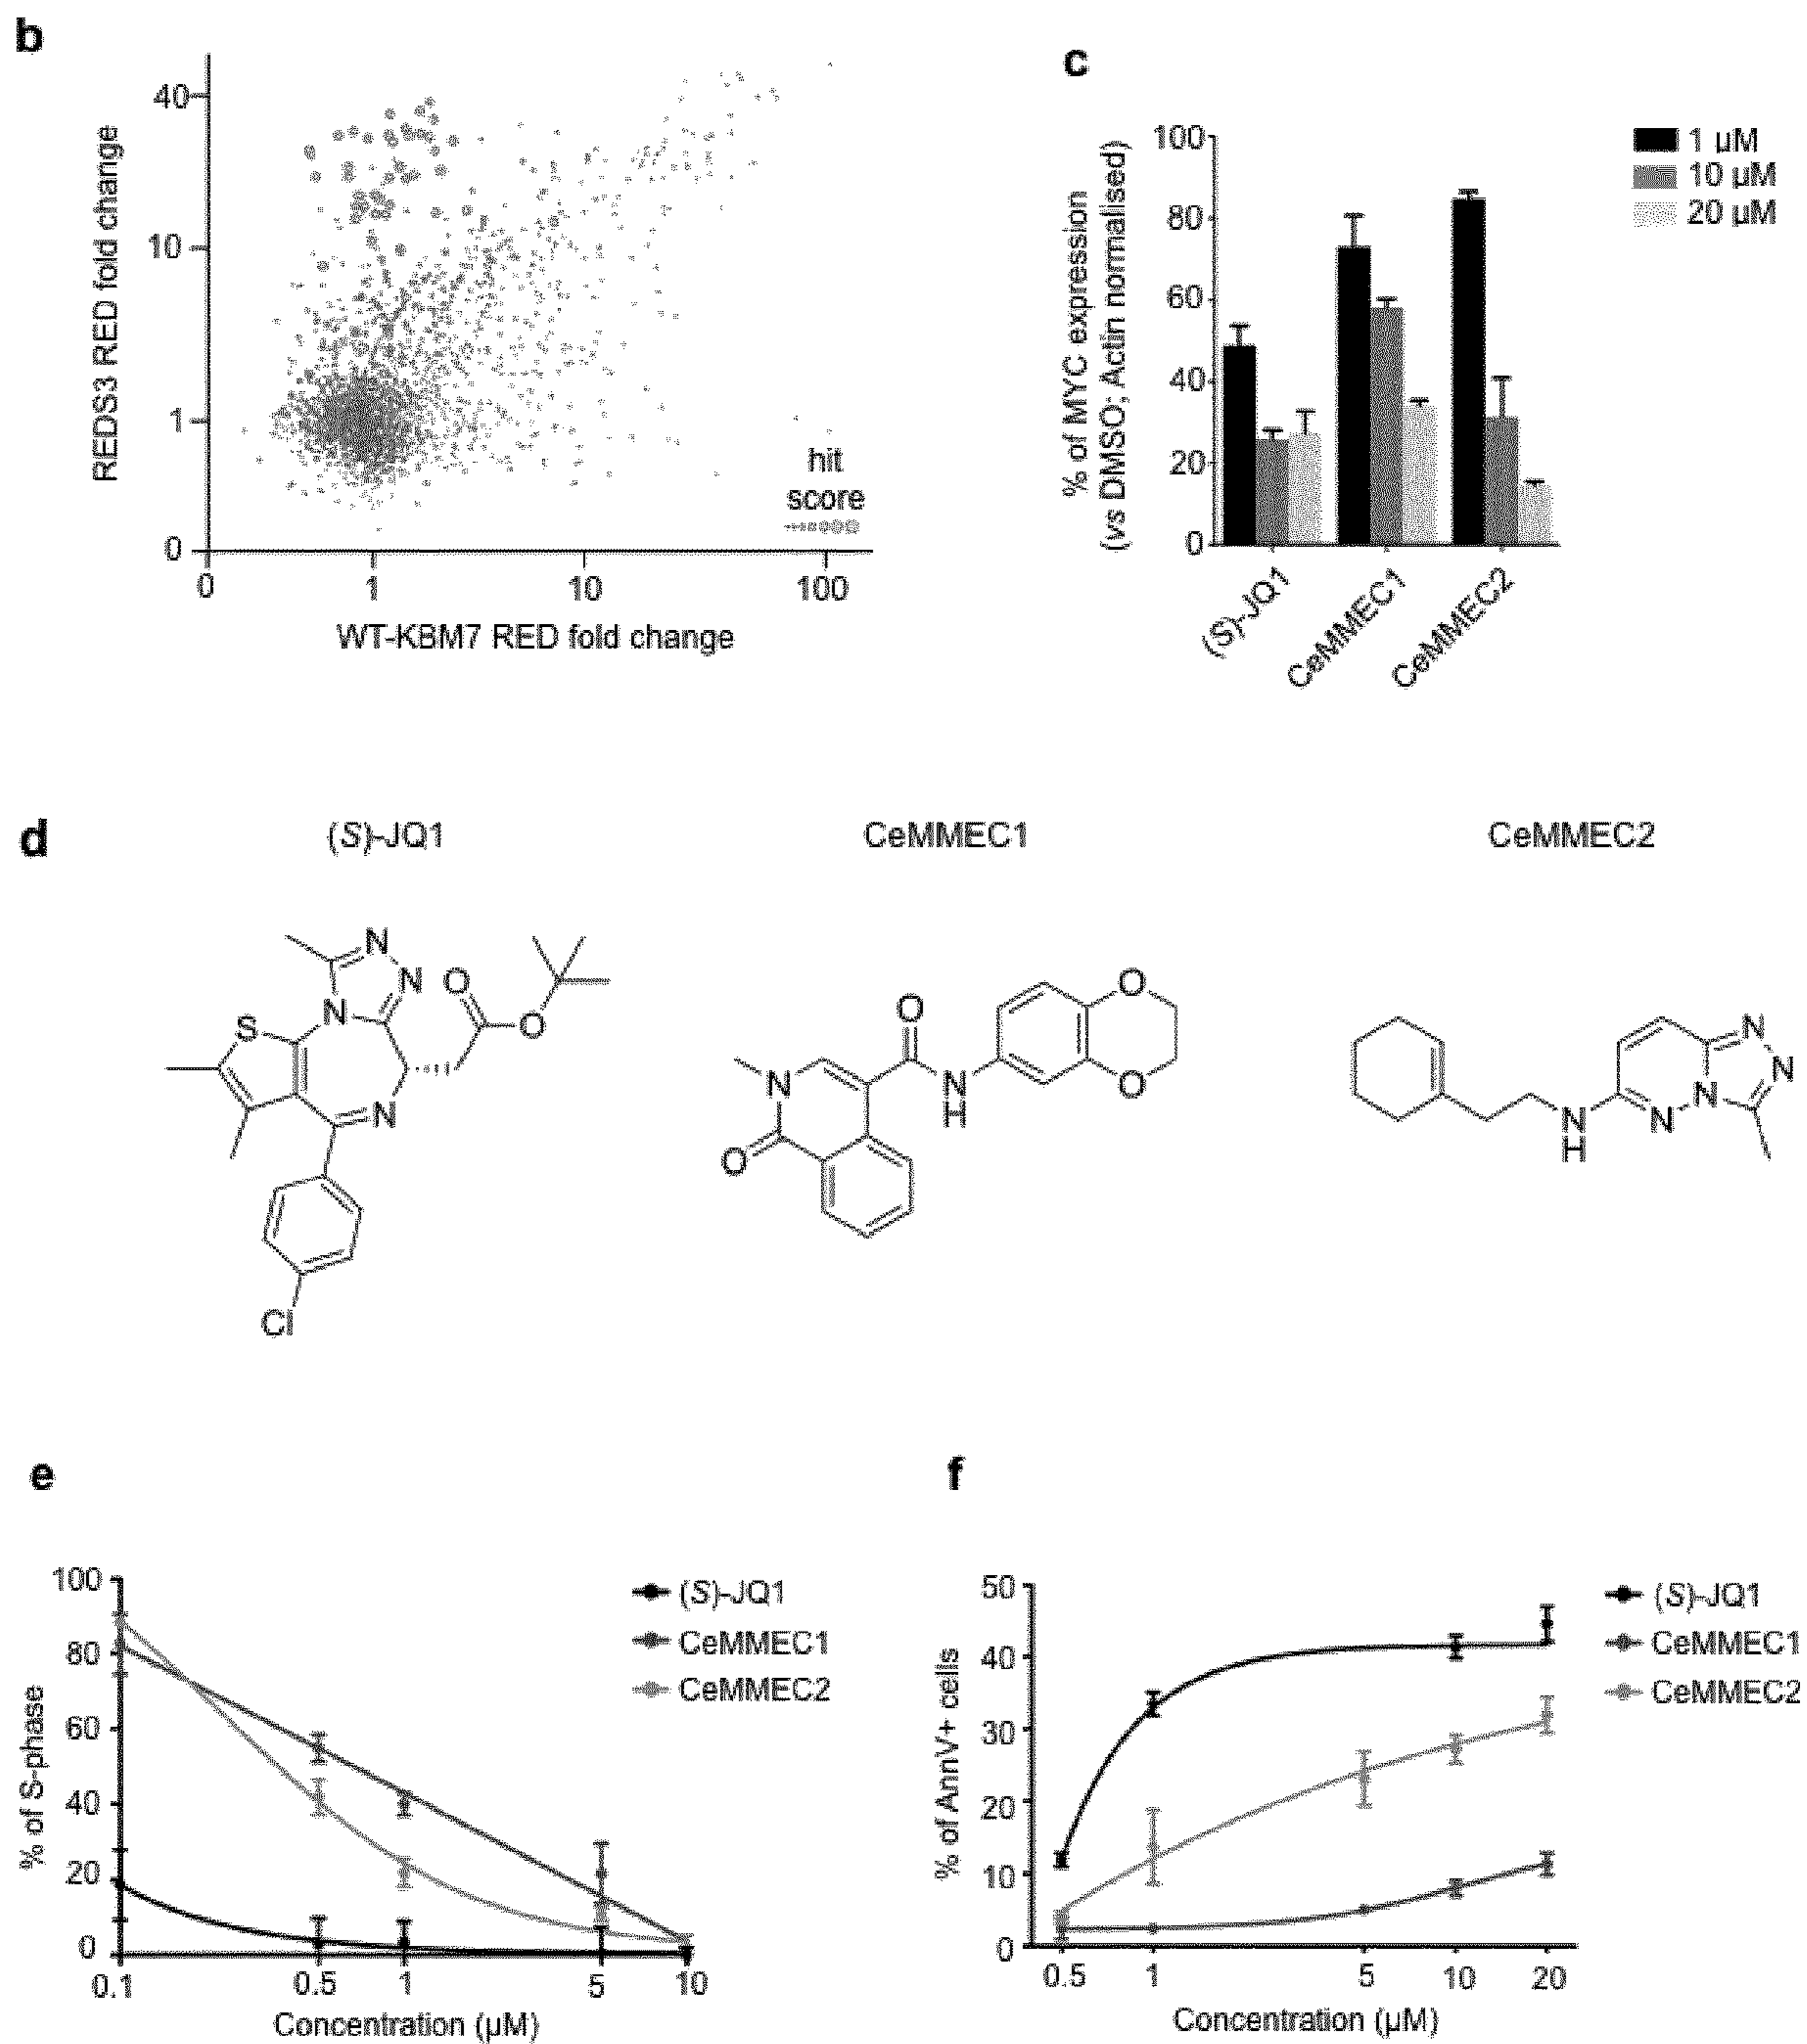 b
REDS3 RED fold change
40
10
1
0
0 1 10 100
WT-KBM7 RED fold change
hit
score
c
% of MYC expression
(vs DMSO; Actin normalised)
100
80
60
40
20
0
(S)-JQ1
CeMMEC1
CeMMEC2
1 µM
10 µM
20 µM
d
(S)-JQ1
CeMMEC1
CeMMEC2
N
N
N
S
N
O
O
Cl
O
N
N
H
O
O
O
N
H
N
N
N
N
e
% of S-phase
100
80
60
40
20
0
0.1 0.5 1 5 10
Concentration (µM)
(S)-JQ1
CeMMEC1
CeMMEC2
f
% of AnnV+ cells
50
40
30
20
10
0
0.5 1 5 10 20
Concentration (µM)
(S)-JQ1
CeMMEC1
CeMMEC2